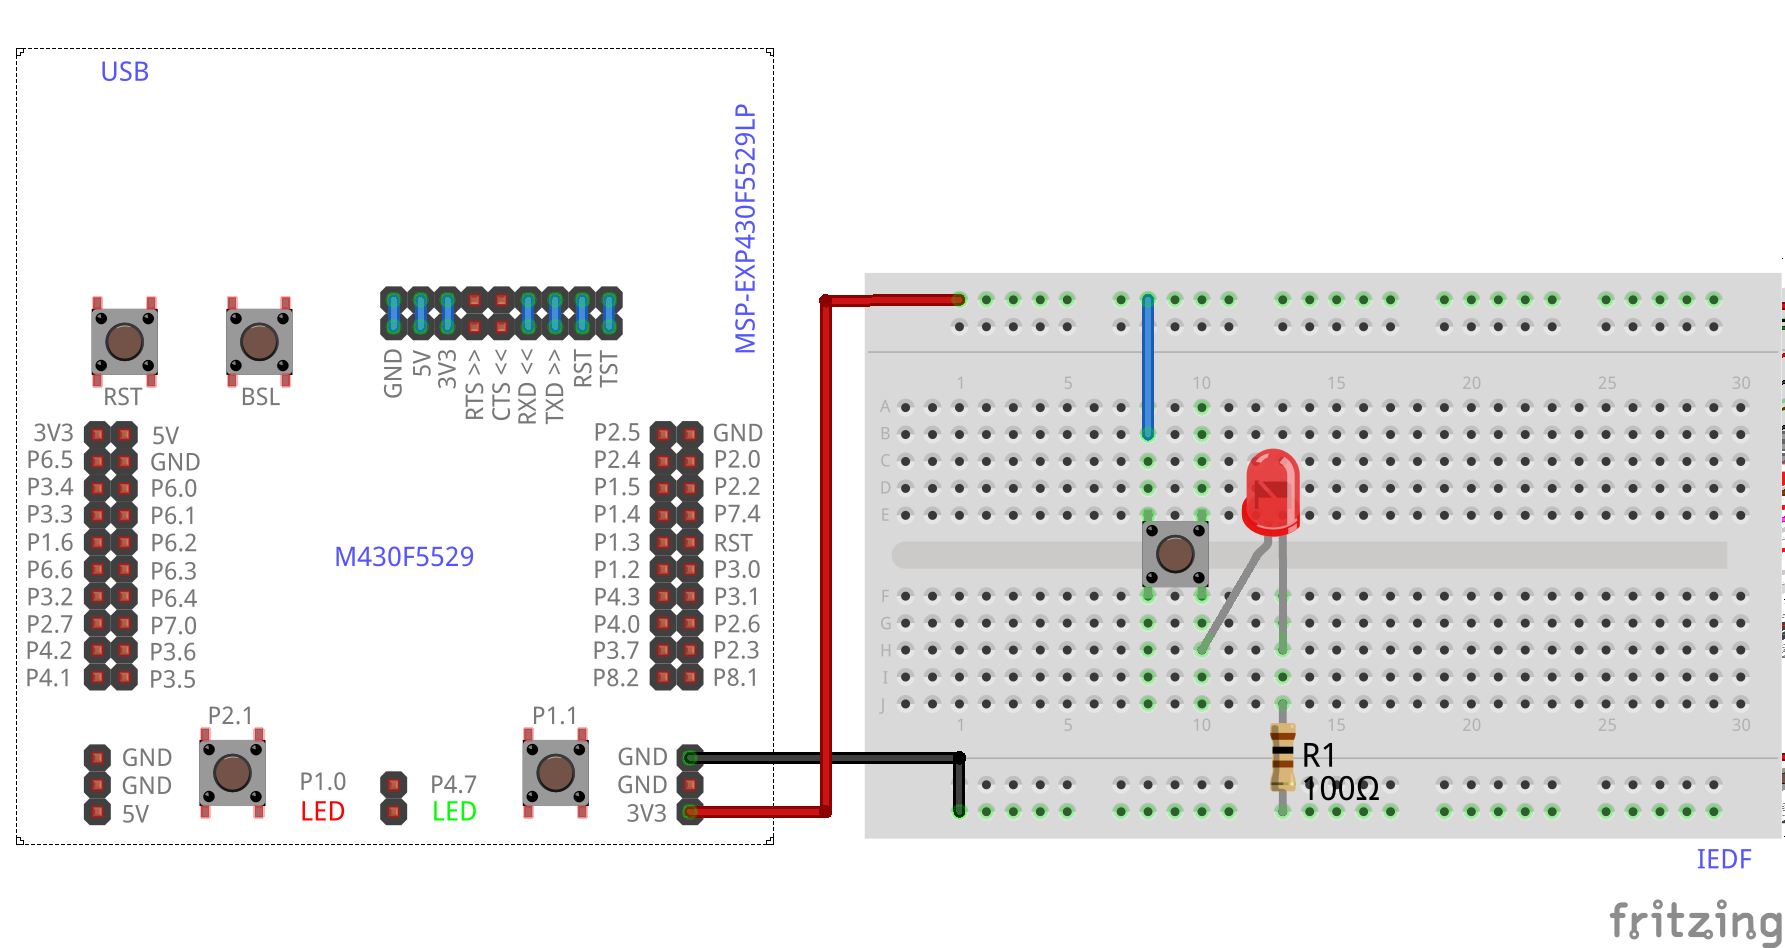 USB
MSP-EXP430F5529LP
RST
BSL
GND
5V
3V3
RTS >>
CTS <<
RXD <<
TXD >>
RST
TST
3V3 5V
P6.5 GND
P3.4 P6.0
P3.3 P6.1
P1.6 P6.2
P6.6 P6.3
P3.2 P6.4
P2.7 P7.0
P4.2 P3.6
P4.1 P3.5
M430F5529
P2.5 GND
P2.4 P2.0
P1.5 P2.2
P1.4 P7.4
P1.3 RST
P1.2 P3.0
P4.3 P3.1
P4.0 P2.6
P3.7 P2.3
P8.2 P8.1
P2.1
P1.1
GND
GND
5V
P1.0
LED
P4.7
LED
GND
GND
3V3
1 5 10 15 20 25 30
A
B
C
D
E
F
G
H
I
J
1 5 10 15 20 25 30
R1
100Ω
IEDF
fritzing